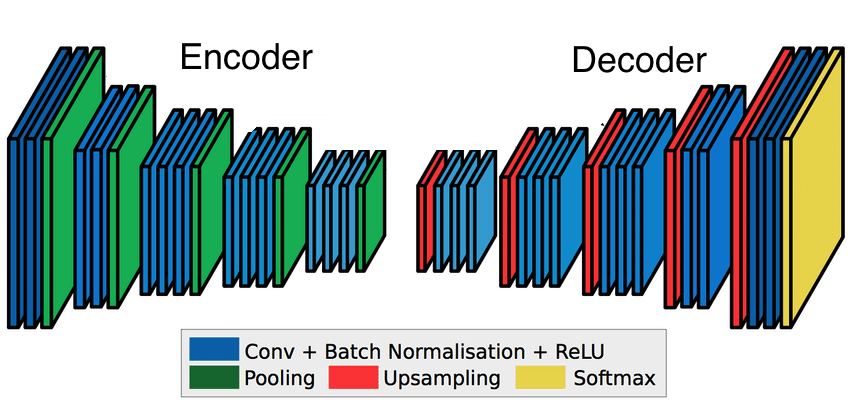 Encoder
Decoder
Conv + Batch Normalisation + ReLU
Pooling
Upsampling
Softmax